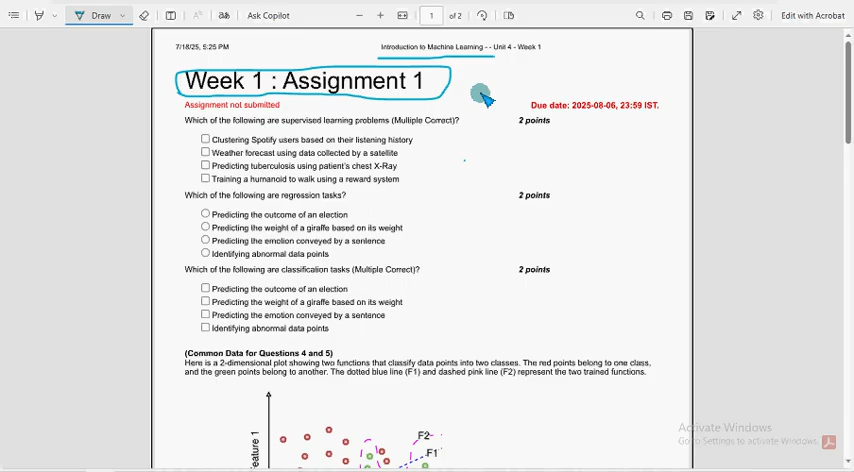 Draw
Ask Copilot
1 of 2
Edit with Acrobat
7/18/25, 5:25 PM
Introduction to Machine Learning - - Unit 4 - Week 1
Week 1 : Assignment 1
Assignment not submitted
Due date: 2025-08-06, 23:59 IST.
Which of the following are supervised learning problems (Multiple Correct)? 2 points
Clustering Spotify users based on their listening history
Weather forecast using data collected by a satellite
Predicting tuberculosis using patient's chest X-Ray
Training a humanoid to walk using a reward system
Which of the following are regression tasks? 2 points
Predicting the outcome of an election
Predicting the weight of a giraffe based on its weight
Predicting the emotion conveyed by a sentence
Identifying abnormal data points
Which of the following are classification tasks (Multiple Correct)? 2 points
Predicting the outcome of an election
Predicting the weight of a giraffe based on its weight
Predicting the emotion conveyed by a sentence
Identifying abnormal data points
(Common Data for Questions 4 and 5)
Here is a 2-dimensional plot showing two functions that classify data points into two classes. The red points belong to one class,
and the green points belong to another. The dotted blue line (F1) and dashed pink line (F2) represent the two trained functions.
F2
F1
eature 1
Activate Windows
Go to Settings to activate Windows.